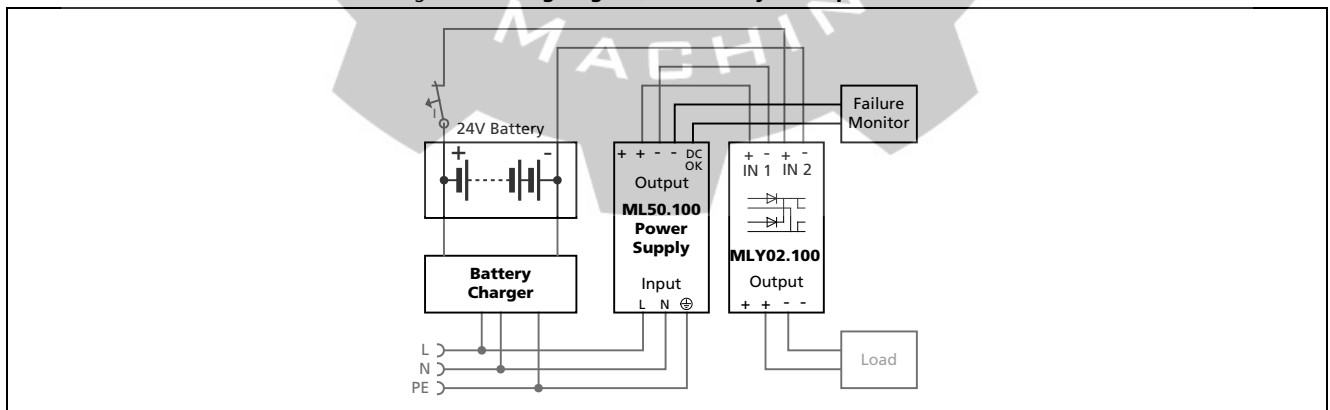 MACHIN
Failure
Monitor
24V Battery
+ -
+ + - - DC
OK
Output
ML50.100
Power
Supply
Input
L N
+ - + -
IN 1 IN 2
MLY02.100
Output
+ + - -
Battery
Charger
Load
L
N
PE